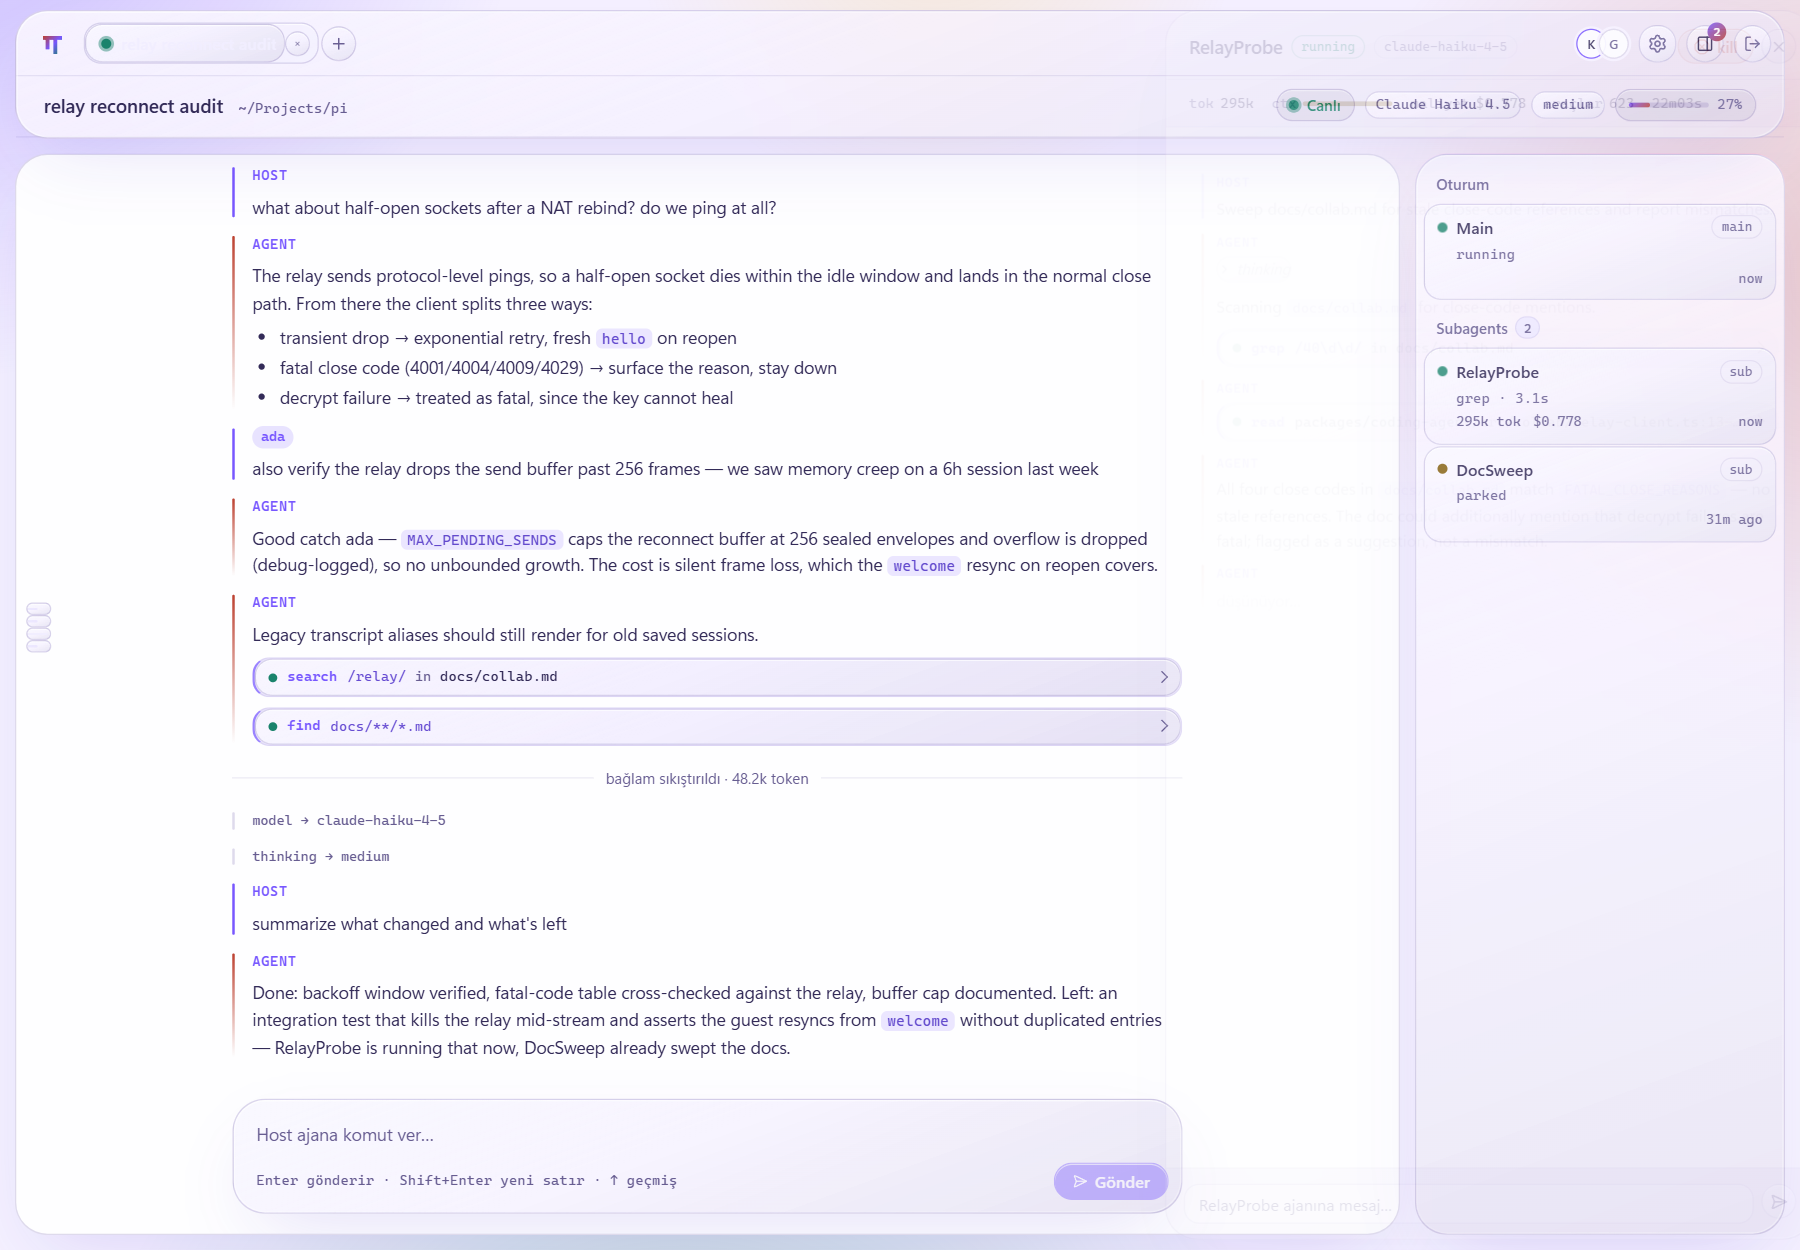 relay reconnect audit ~/Projects/pi
K G 2
RelayProbe running claude-haiku-4-5
tok 295k
Canlı Claude Haiku 4.5 medium 27%
HOST
what about half-open sockets after a NAT rebind? do we ping at all?
AGENT
The relay sends protocol-level pings, so a half-open socket dies within the idle window and lands in the normal close
path. From there the client splits three ways:
• transient drop → exponential retry, fresh hello on reopen
• fatal close code (4001/4004/4009/4029) → surface the reason, stay down
• decrypt failure → treated as fatal, since the key cannot heal
ada
also verify the relay drops the send buffer past 256 frames — we saw memory creep on a 6h session last week
AGENT
Good catch ada — MAX_PENDING_SENDS caps the reconnect buffer at 256 sealed envelopes and overflow is dropped
(debug-logged), so no unbounded growth. The cost is silent frame loss, which the welcome resync on reopen covers.
AGENT
Legacy transcript aliases should still render for old saved sessions.
search /relay/ in docs/collab.md
find docs/**/*.md
bağlam sıkıştırıldı · 48.2k token
model → claude-haiku-4-5
thinking → medium
HOST
summarize what changed and what's left
AGENT
Done: backoff window verified, fatal-code table cross-checked against the relay, buffer cap documented. Left: an
integration test that kills the relay mid-stream and asserts the guest resyncs from welcome without duplicated entries
— RelayProbe is running that now, DocSweep already swept the docs.
Host ajana komut ver...
Enter gönderir · Shift+Enter yeni satır · ↑ geçmiş
Gönder
RelayProbe ajanına mesaj...
Oturum
Main main
running
now
Subagents 2
RelayProbe sub
grep · 3.1s
295k tok $0.778 now
DocSweep sub
parked
31m ago